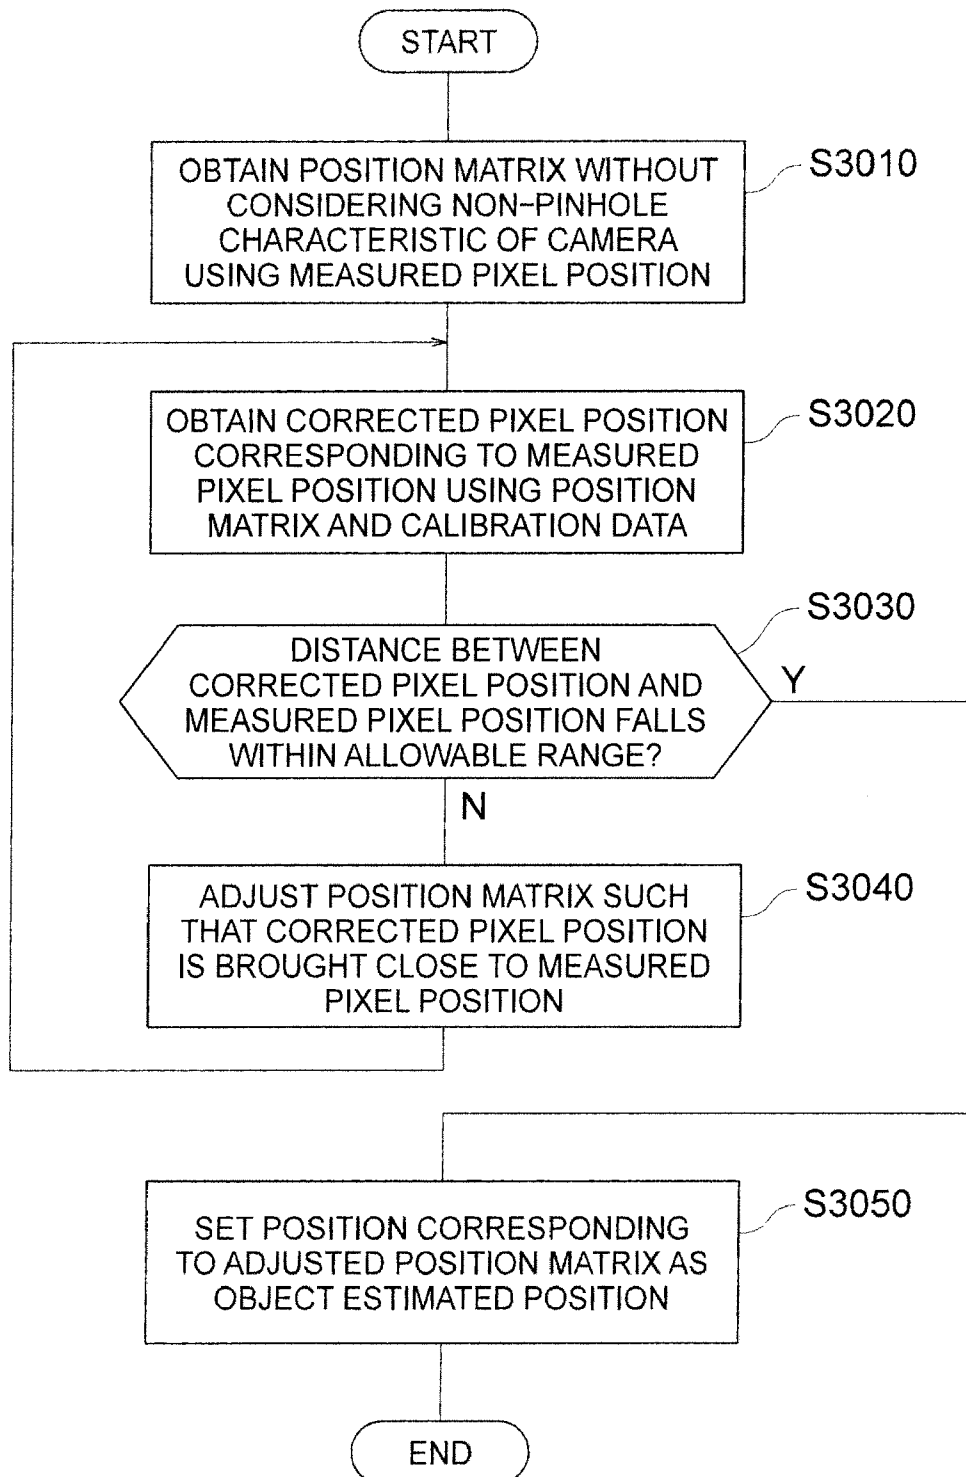 START
OBTAIN POSITION MATRIX WITHOUT
CONSIDERING NON-PINHOLE
CHARACTERISTIC OF CAMERA
USING MEASURED PIXEL POSITION
S3010
OBTAIN CORRECTED PIXEL POSITION
CORRESPONDING TO MEASURED
PIXEL POSITION USING POSITION
MATRIX AND CALIBRATION DATA
S3020
DISTANCE BETWEEN
CORRECTED PIXEL POSITION AND
MEASURED PIXEL POSITION FALLS
WITHIN ALLOWABLE RANGE?
S3030
Y
N
ADJUST POSITION MATRIX SUCH
THAT CORRECTED PIXEL POSITION
IS BROUGHT CLOSE TO MEASURED
PIXEL POSITION
S3040
SET POSITION CORRESPONDING
TO ADJUSTED POSITION MATRIX AS
OBJECT ESTIMATED POSITION
S3050
END